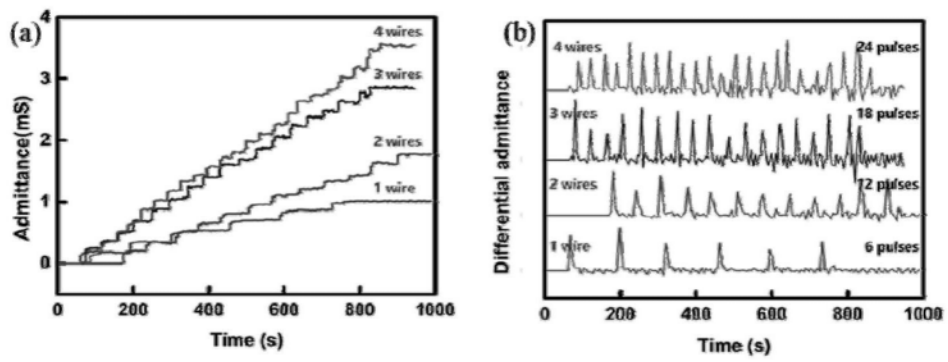 (a)
4
3
2
1
0
Admittance(mS)
4 wires
3 wires
2 wires
1 wire
0 200 400 600 800 1000
Time (s)
(b)
Differential admittance
4 wires 24 pulses
3 wires 18 pulses
2 wires 12 pulses
1 wire 6 pulses
0 200 400 600 800 1000
Time (s)